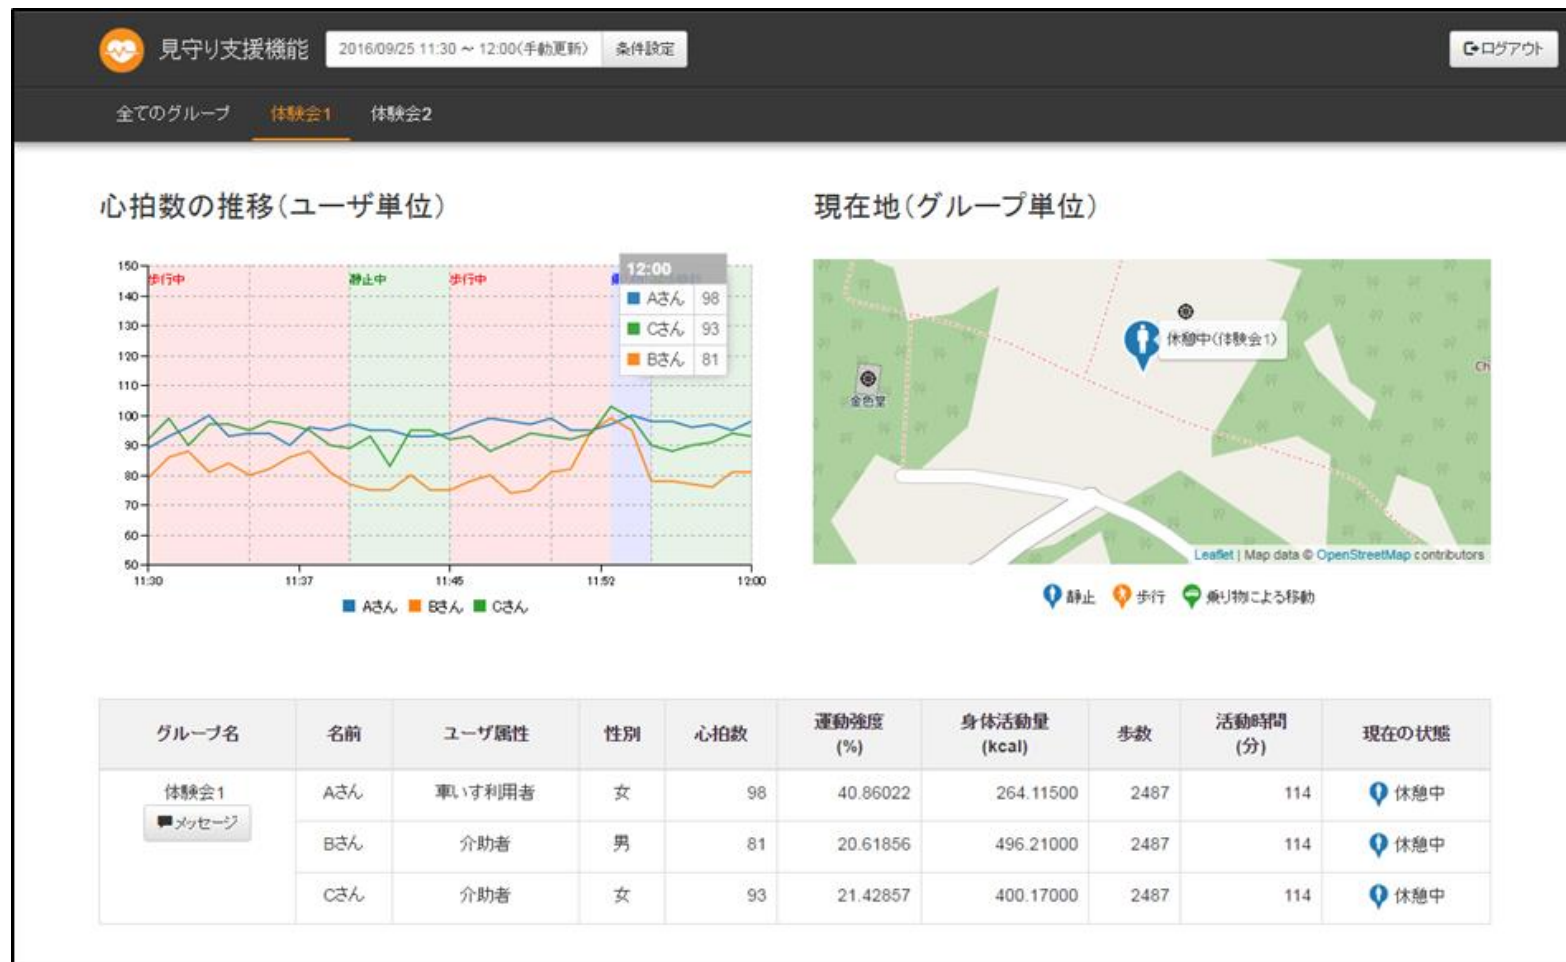 見守り支援機能
2016/09/25 11:30 ~ 12:00(手動更新)
条件設定
ログアウト
全てのグループ
体験会1
体験会2
心拍数の推移(ユーザ単位)
現在地(グループ単位)
150
140
130
120
110
100
90
80
70
60
50
歩行中
静止中
歩行中
12:00
Aさん 98
Cさん 93
Bさん 81
11:30 11:37 11:45 11:52 12:00
Aさん Bさん Cさん
休憩中(体験会1)
金色堂
Ch
Leaflet | Map data © OpenStreetMap contributors
静止 歩行 乗り物による移動
グループ名 名前 ユーザ属性 性別 心拍数 運動強度 (%) 身体活動量 (kcal) 歩数 活動時間 (分) 現在の状態
体験会1 Aさん 車いす利用者 女 98 40.86022 264.11500 2487 114 休憩中
メッセージ
Bさん 介助者 男 81 20.61856 496.21000 2487 114 休憩中
Cさん 介助者 女 93 21.42857 400.17000 2487 114 休憩中